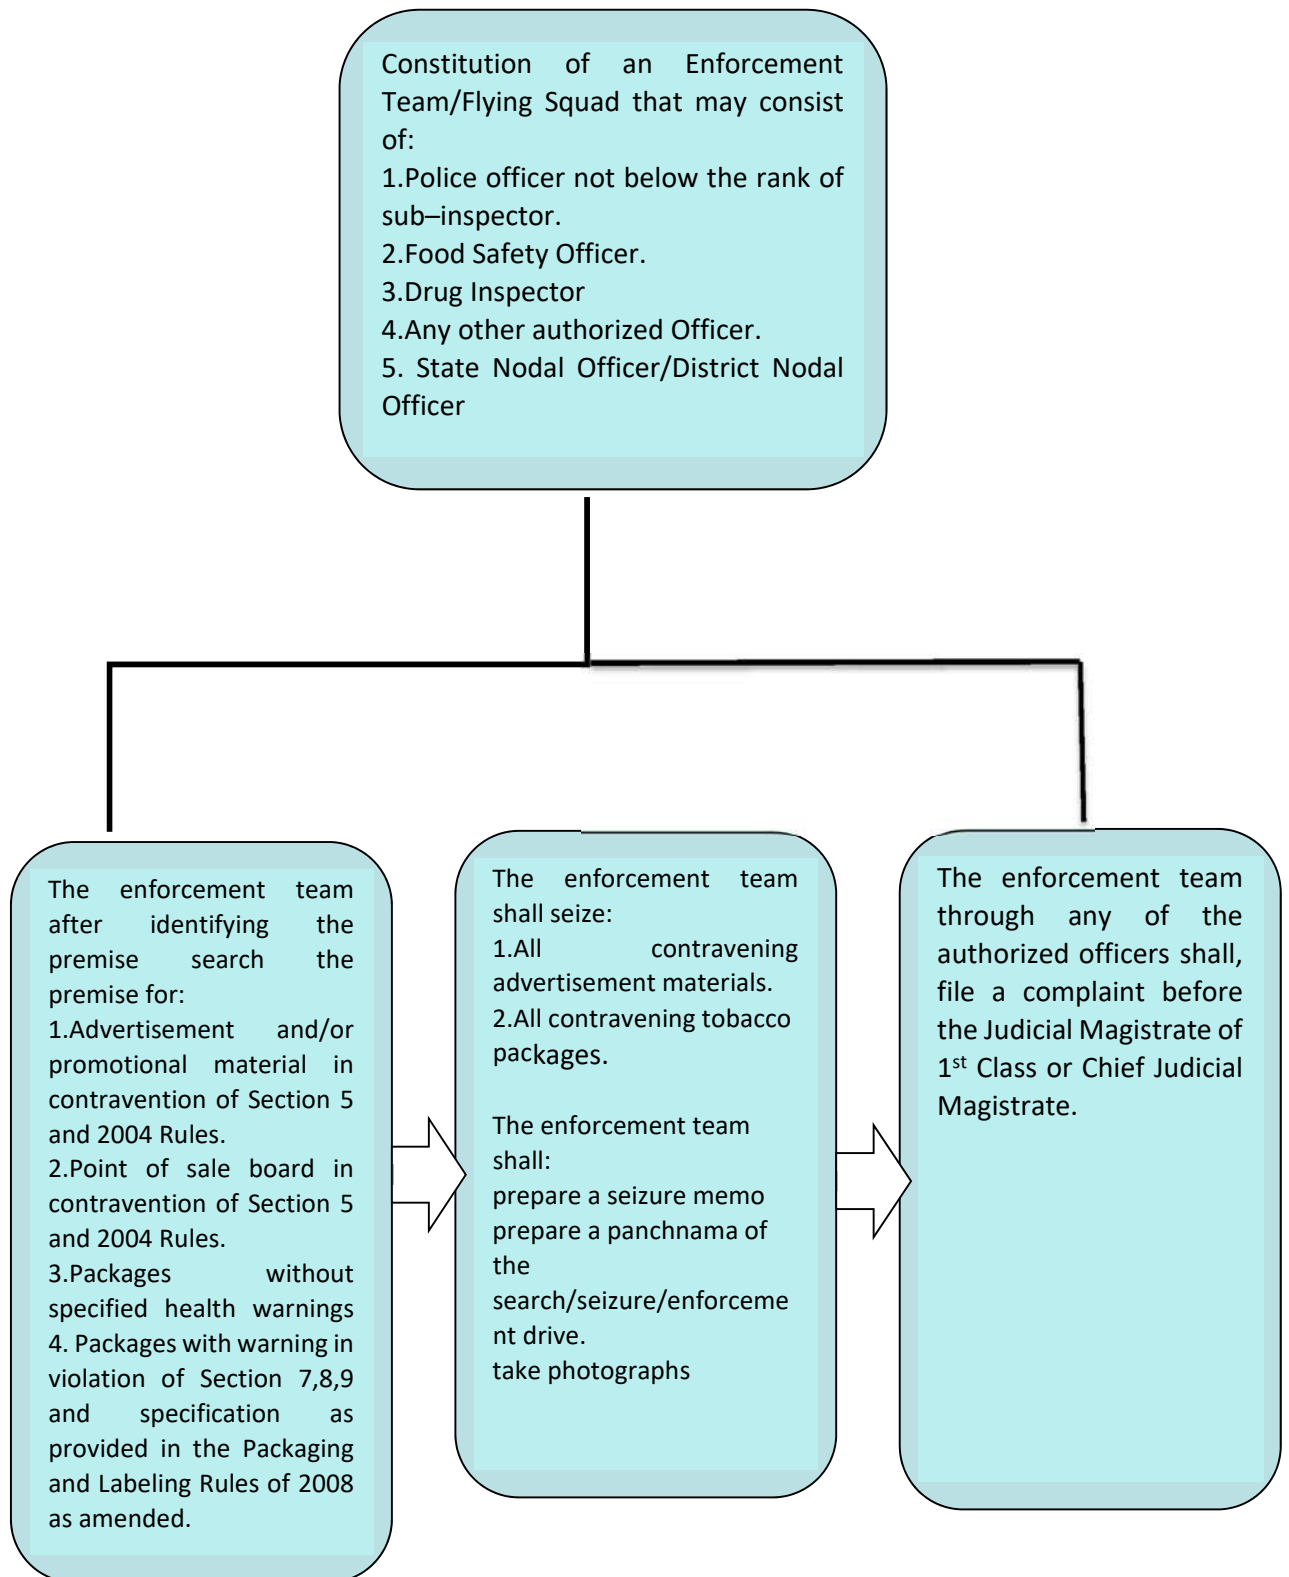 Constitution of an Enforcement
Team/Flying Squad that may consist
of:
1.Police officer not below the rank of
sub–inspector.
2.Food Safety Officer.
3.Drug Inspector
4.Any other authorized Officer.
5. State Nodal Officer/District Nodal
Officer
The enforcement team
after identifying the
premise search the
premise for:
1.Advertisement and/or
promotional material in
contravention of Section 5
and 2004 Rules.
2.Point of sale board in
contravention of Section 5
and 2004 Rules.
3.Packages without
specified health warnings
4. Packages with warning in
violation of Section 7,8,9
and specification as
provided in the Packaging
and Labeling Rules of 2008
as amended.
The enforcement team
shall seize:
1.All contravening
advertisement materials.
2.All contravening tobacco
packages.
The enforcement team
shall:
prepare a seizure memo
prepare a panchnama of
the
search/seizure/enforceme
nt drive.
take photographs
The enforcement team
through any of the
authorized officers shall,
file a complaint before
the Judicial Magistrate of
1st Class or Chief Judicial
Magistrate.